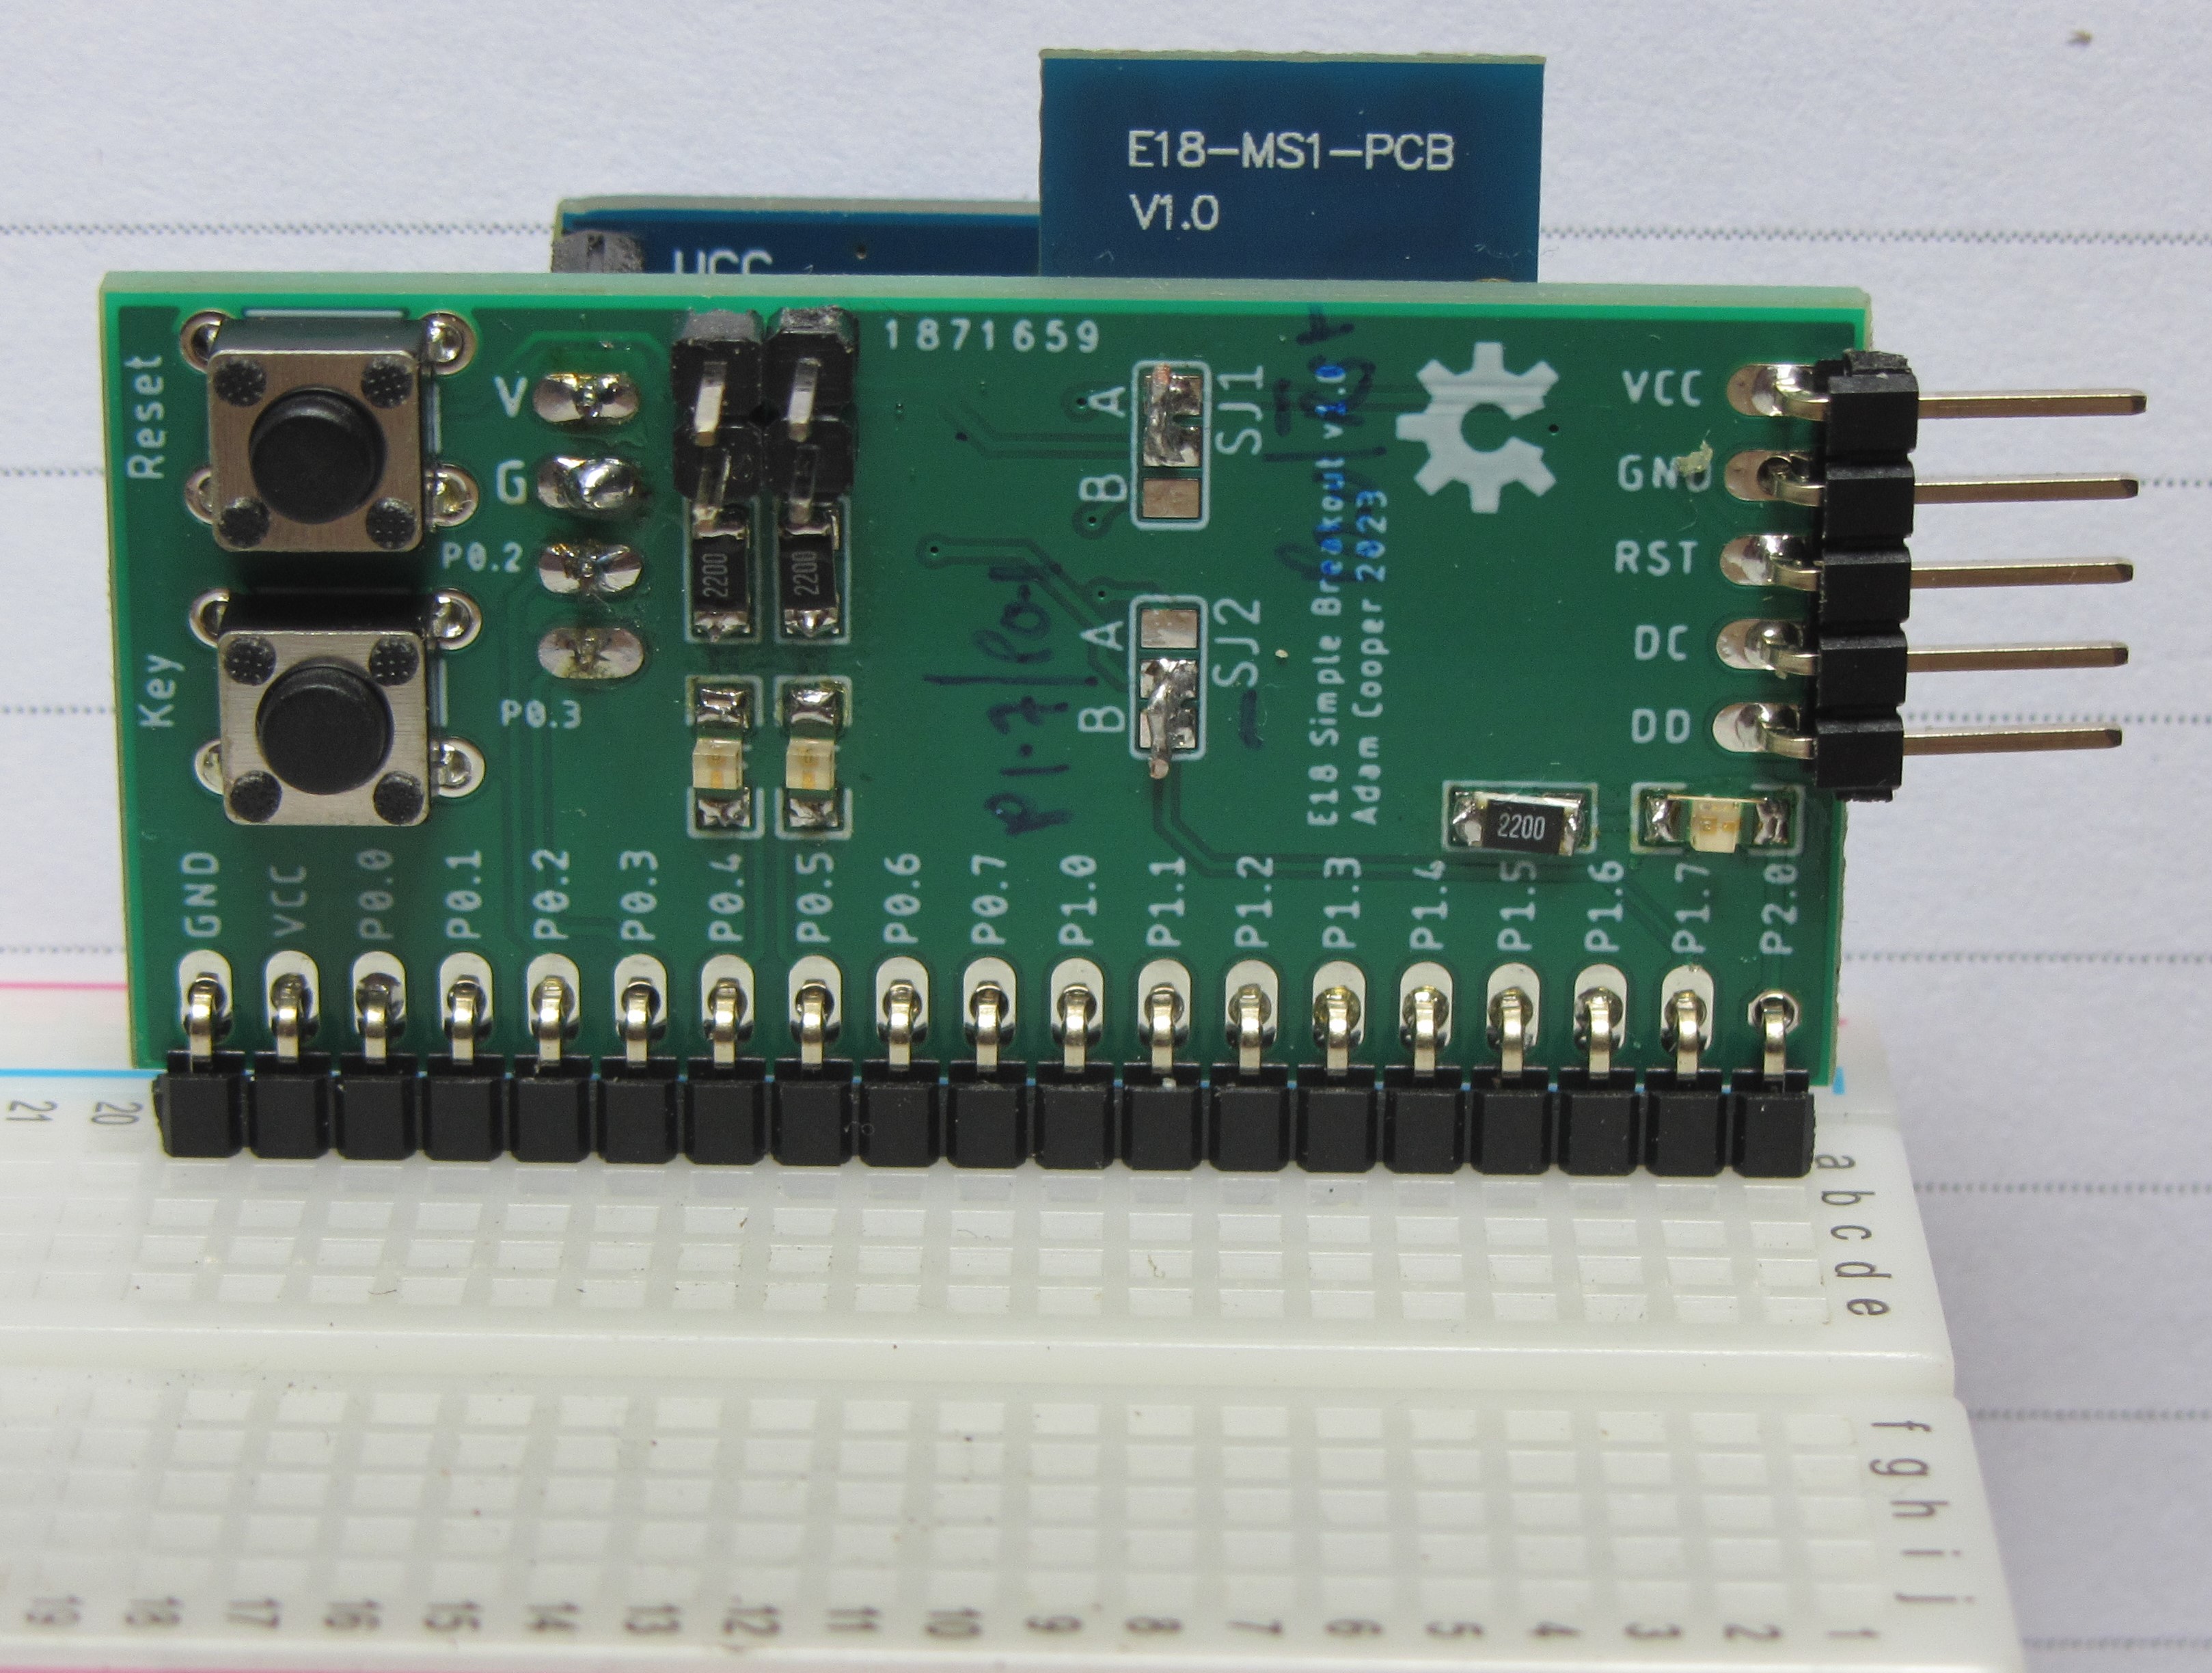 E18-MS1-PCB
V1.0
UCC
1871659
Reset
V
G
P0.2
Key
P0.3
2200
2200
A
B
SJ1
A
B
SJ2
P1.7/
E18 Simple Breakout v1.0
Adam Cooper 2023
VCC
GND
RST
DC
DD
2200
GND VCC P0.0 P0.1 P0.2 P0.3 P0.4 P0.5 P0.6 P0.7 P1.0 P1.1 P1.2 P1.3 P1.4 P1.5 P1.6 P1.7 P2.0
21 20
a b c d e
f g h i j
19 18 17 16 15 14 13 12 11 10 9 8 7 6 5 4 3 2 1